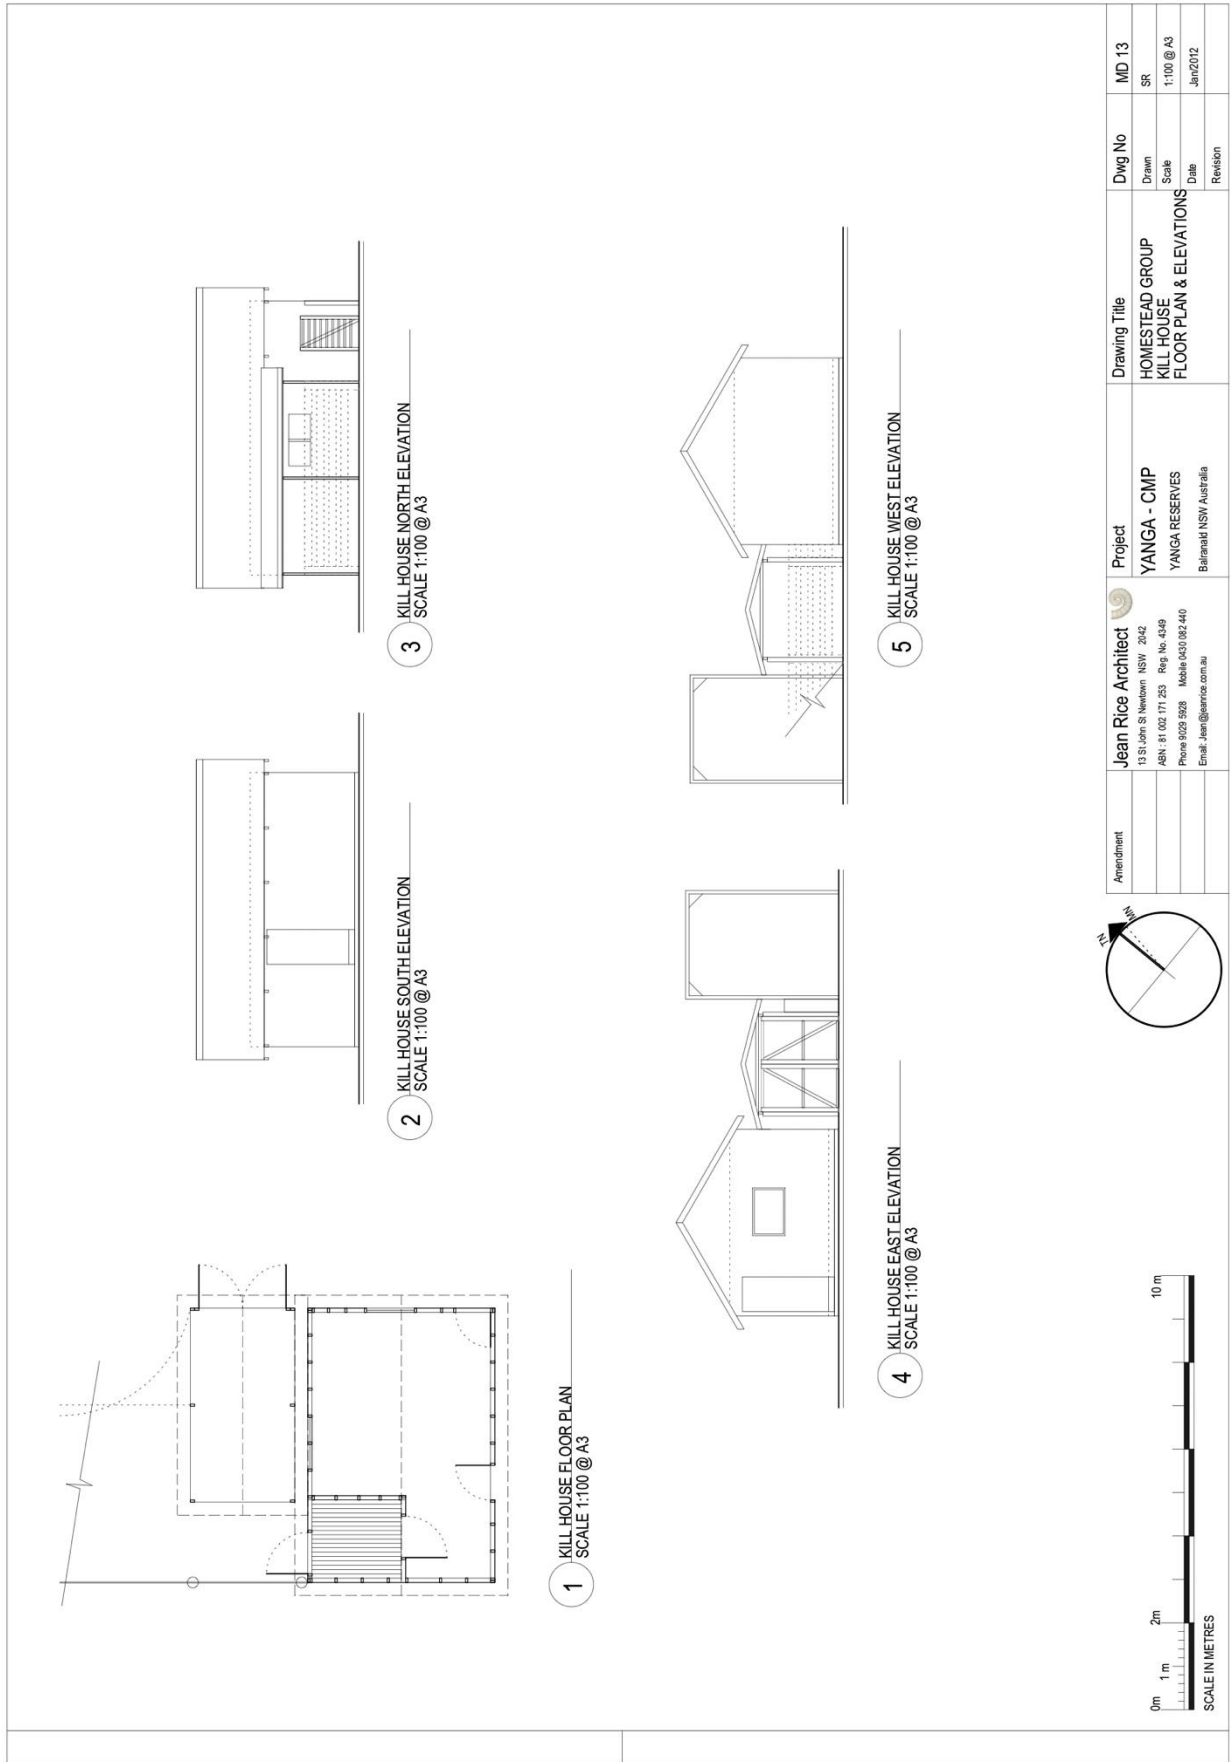 1
KILL HOUSE FLOOR PLAN
SCALE 1:100 @ A3
2
KILL HOUSE SOUTH ELEVATION
SCALE 1:100 @ A3
3
KILL HOUSE NORTH ELEVATION
SCALE 1:100 @ A3
4
KILL HOUSE EAST ELEVATION
SCALE 1:100 @ A3
5
KILL HOUSE WEST ELEVATION
SCALE 1:100 @ A3
0m 1 m 2m 10 m
SCALE IN METRES
TN
MN
Amendment
Jean Rice Architect
13 St John St Newtown NSW 2042
ABN : 81 002 171 253 Reg. No. 4349
Phone 9029 5928 Mobile 0430 082 440
Email: Jean@jeanrice.com.au
Project
YANGA - CMP
YANGA RESERVES
Balranald NSW Australia
Drawing Title
HOMESTEAD GROUP
KILL HOUSE
FLOOR PLAN & ELEVATIONS
Dwg No MD 13
Drawn SR
Scale 1:100 @ A3
Date Jan/2012
Revision